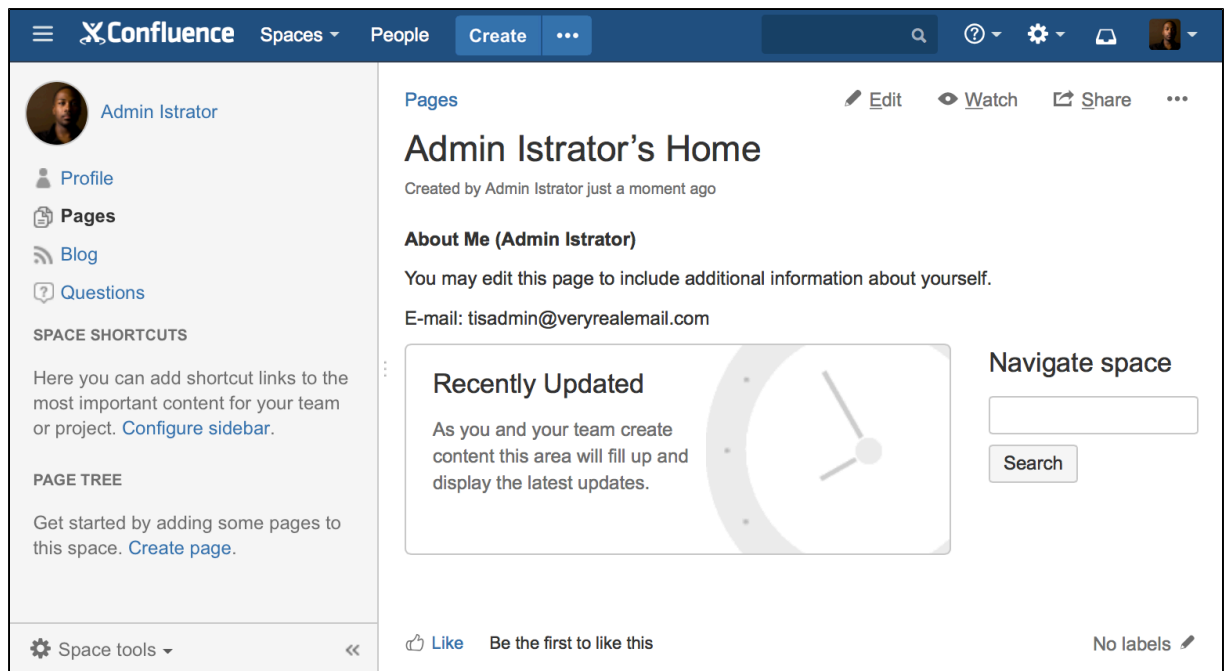 Confluence Spaces People Create
Admin Istrator
Profile
Pages
Blog
Questions
SPACE SHORTCUTS
Here you can add shortcut links to the
most important content for your team
or project. Configure sidebar.
PAGE TREE
Get started by adding some pages to
this space. Create page.
Space tools
Pages
Edit Watch Share
Admin Istrator’s Home
Created by Admin Istrator just a moment ago
About Me (Admin Istrator)
You may edit this page to include additional information about yourself.
E-mail: tisadmin@veryrealemail.com
Recently Updated
As you and your team create
content this area will fill up and
display the latest updates.
Navigate space
Search
Like Be the first to like this
No labels